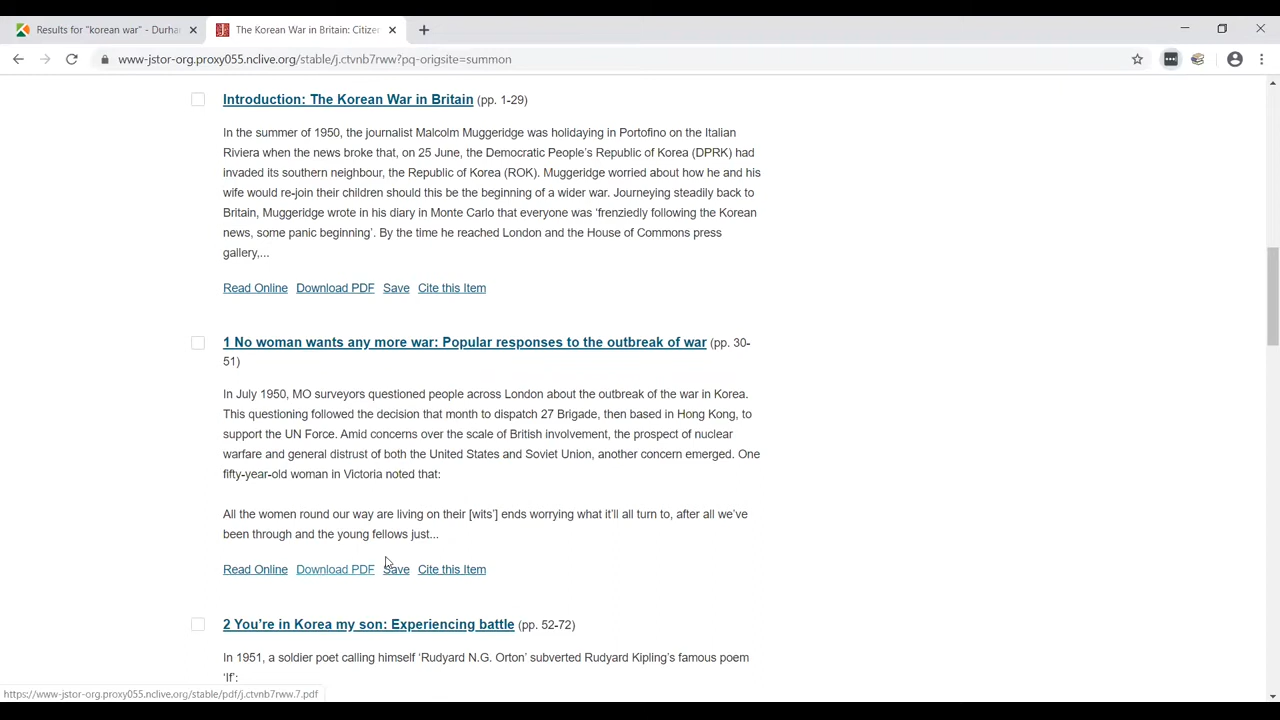 Results for "korean war" - Durha
The Korean War in Britain: Citize
www-jstor-org.proxy055.nclive.org/stable/j.ctvnb7rww?pq-origsite=summon
Introduction: The Korean War in Britain (pp. 1-29)
In the summer of 1950, the journalist Malcolm Muggeridge was holidaying in Portofino on the Italian
Riviera when the news broke that, on 25 June, the Democratic People's Republic of Korea (DPRK) had
invaded its southern neighbour, the Republic of Korea (ROK). Muggeridge worried about how he and his
wife would re-join their children should this be the beginning of a wider war. Journeying steadily back to
Britain, Muggeridge wrote in his diary in Monte Carlo that everyone was ‘frenziedly following the Korean
news, some panic beginning’. By the time he reached London and the House of Commons press
gallery,...
Read Online Download PDF Save Cite this Item
1 No woman wants any more war: Popular responses to the outbreak of war (pp. 30-
51)
In July 1950, MO surveyors questioned people across London about the outbreak of the war in Korea.
This questioning followed the decision that month to dispatch 27 Brigade, then based in Hong Kong, to
support the UN Force. Amid concerns over the scale of British involvement, the prospect of nuclear
warfare and general distrust of both the United States and Soviet Union, another concern emerged. One
fifty-year-old woman in Victoria noted that:
All the women round our way are living on their [wits’] ends worrying what it’ll all turn to, after all we’ve
been through and the young fellows just...
Read Online Download PDF Save Cite this Item
2 You’re in Korea my son: Experiencing battle (pp. 52-72)
In 1951, a soldier poet calling himself ‘Rudyard N.G. Orton’ subverted Rudyard Kipling’s famous poem
‘If’:
https://www-jstor-org.proxy055.nclive.org/stable/pdf/j.ctvnb7rww.7.pdf